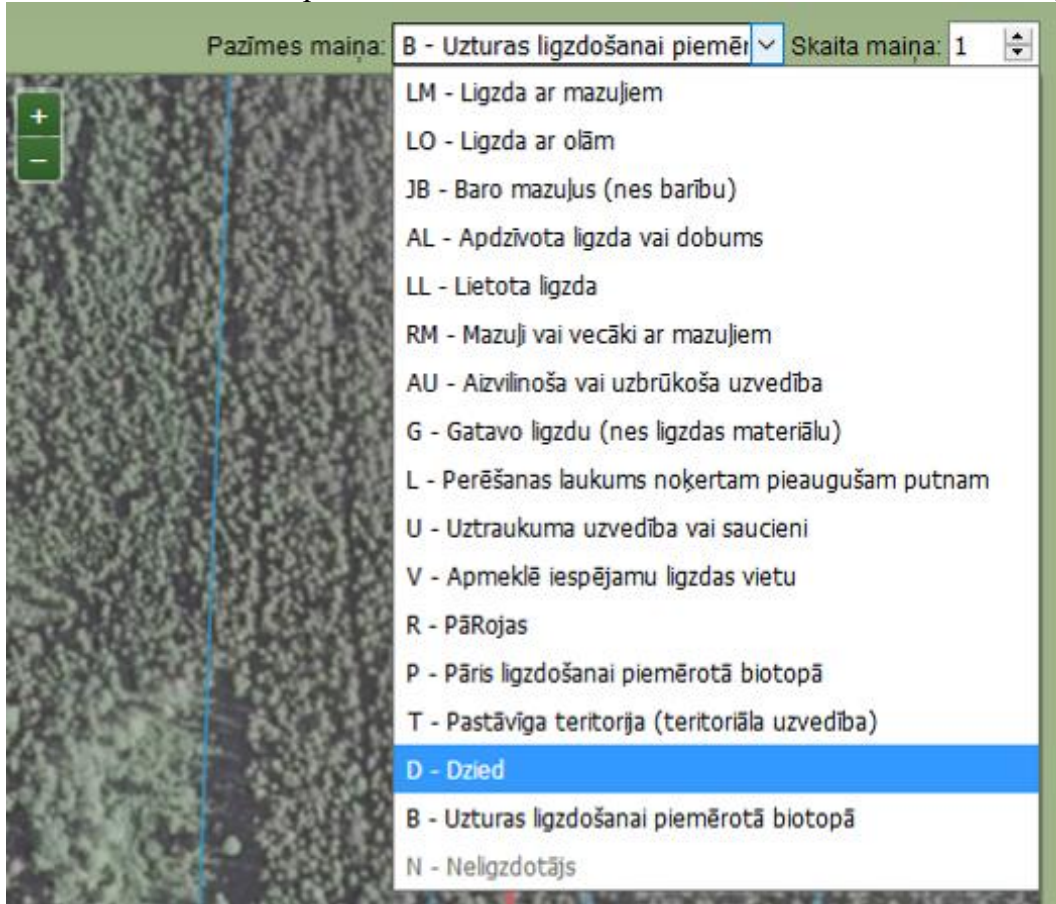 Pazīmes maiņa: B - Uzturas ligzdošanai piemēr Skaita maiņa: 1
+
−
LM - Ligzda ar mazuļiem
LO - Ligzda ar olām
JB - Baro mazuļus (nes barību)
AL - Apdzīvota ligzda vai dobums
LL - Lietota ligzda
RM - Mazuļi vai vecāki ar mazuļiem
AU - Aizvilinoša vai uzbrūkoša uzvedība
G - Gatavo ligzdu (nes ligzdas materiālu)
L - Perēšanas laukums noķertam pieaugušam putnam
U - Uztraukuma uzvedība vai saucieni
V - Apmeklē iespējamu ligzdas vietu
R - PāRojas
P - Pāris ligzdošanai piemērotā biotopā
T - Pastāvīga teritorija (teritoriāla uzvedība)
D - Dzied
B - Uzturas ligzdošanai piemērotā biotopā
N - Neligzdotājs